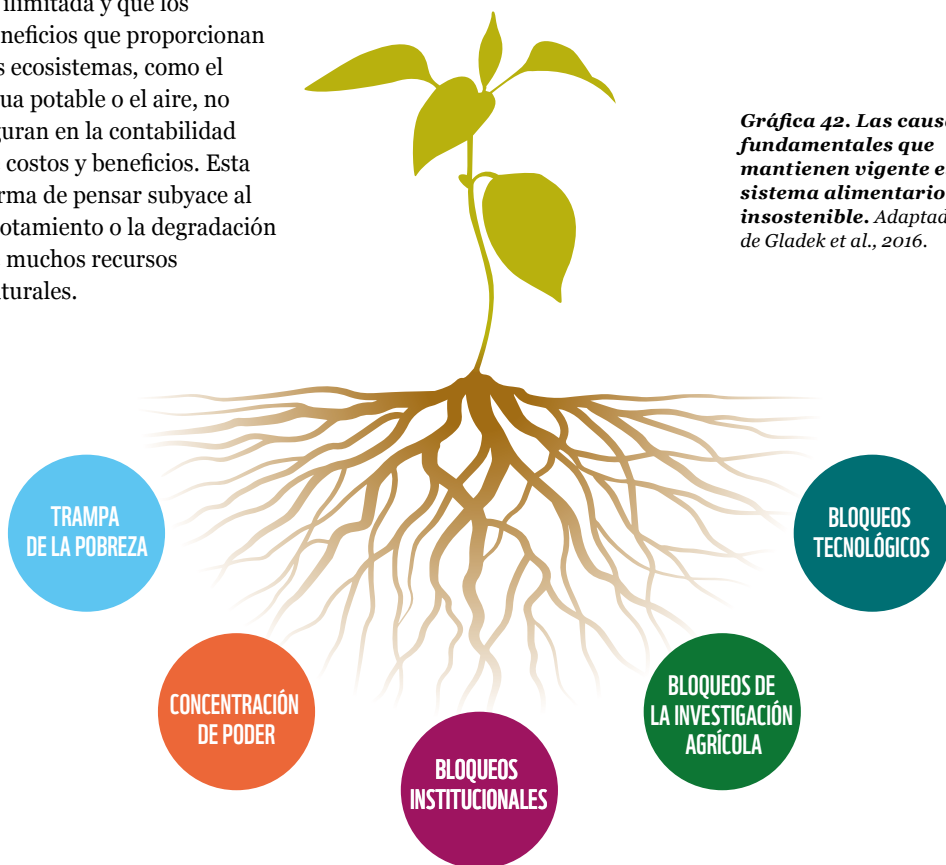 ilimitada y que los
neficios que proporcionan
s ecosistemas, como el
ua potable o el aire, no
guran en la contabilidad
costos y beneficios. Esta
rma de pensar subyace al
otamiento o la degradación
muchos recursos
turales.
Gráfica 42. Las caus
fundamentales que
mantienen vigente e
sistema alimentario
insostenible. Adaptad
de Gladek et al., 2016.
TRAMPA
DE LA POBREZA
BLOQUEOS
TECNOLÓGICOS
CONCENTRACIÓN
DE PODER
BLOQUEOS DE
LA INVESTIGACIÓN
AGRÍCOLA
BLOQUEOS
INSTITUCIONALES